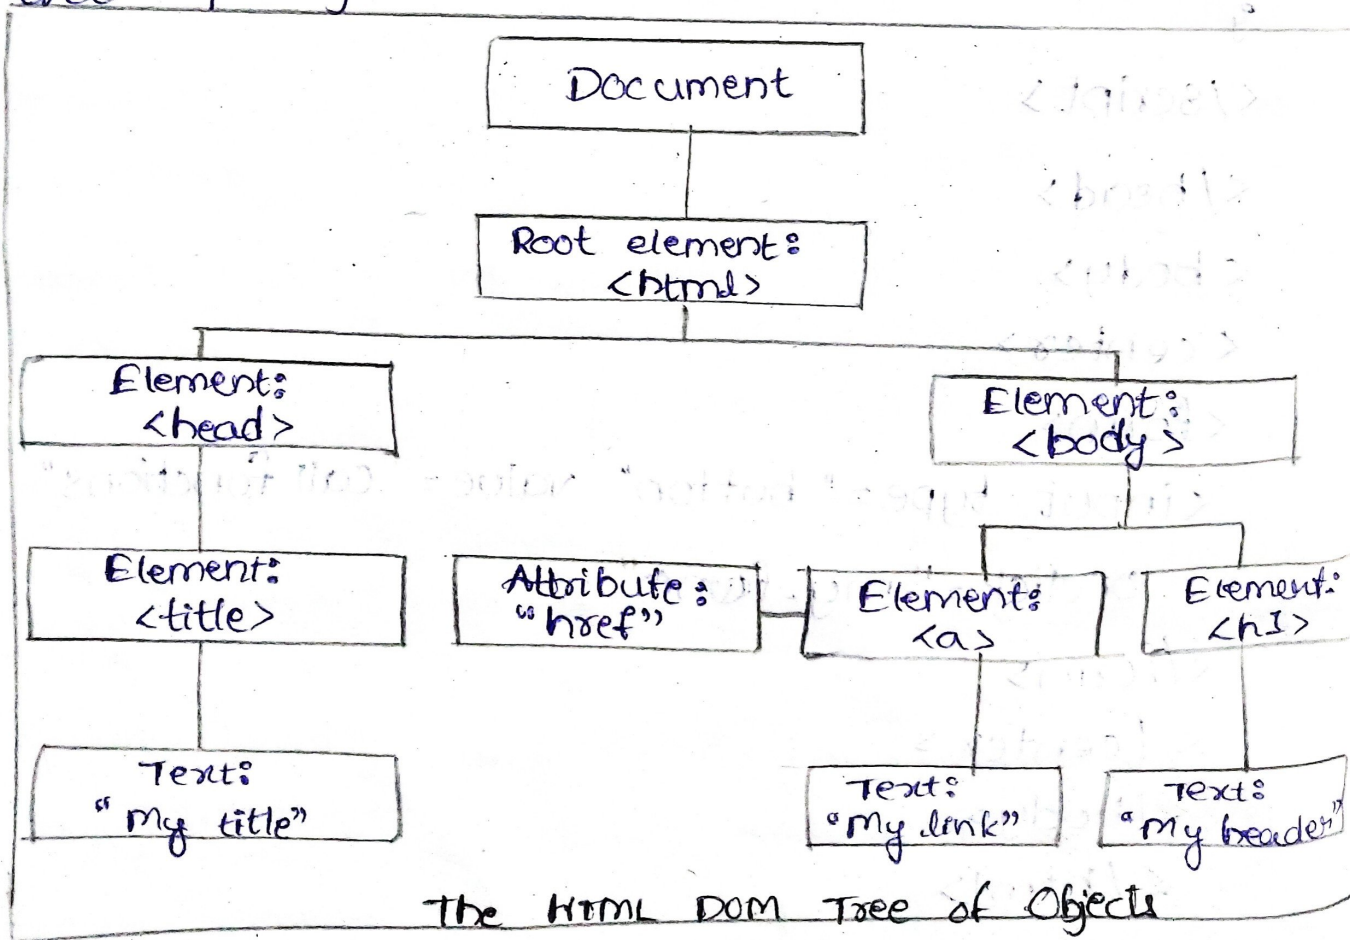 Document
Root element:
<html>
Element:
<head>
Element:
<body>
Element:
<title>
Attribute:
"href"
Element:
<a>
Element:
<h1>
Text:
"My title"
Text:
"My link"
Text:
"My header"
The HTML DOM Tree of Objects